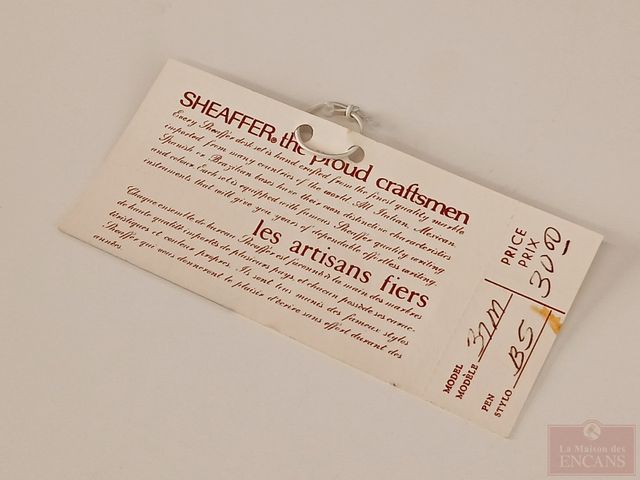 SHEAFFER® the proud craftsmen
Every Sheaffer desk set is hand crafted from the finest quality marble
imported from many countries of the world. All Italian, Mexican
Spanish or Brazilian bases have their own distinctive characteristics
and colour. Each set is equipped with famous Sheaffer quality writing
instruments that will give you years of dependable effortless writing.
les artisans fiers
Chaque ensemble de bureau Sheaffer est façonné à la main des marbres
de haute qualité importés de plusieurs pays, et chacun possède ses carac-
téristiques et couleur propres. Ils sont tous munis des fameux stylos
Sheaffer qui vous donneront le plaisir d'écrire sans effort durant des
années.
MODEL
MODÈLE 31M
PRICE
PRIX 30.00
PEN
STYLO BS
La Maison des
ENCANS